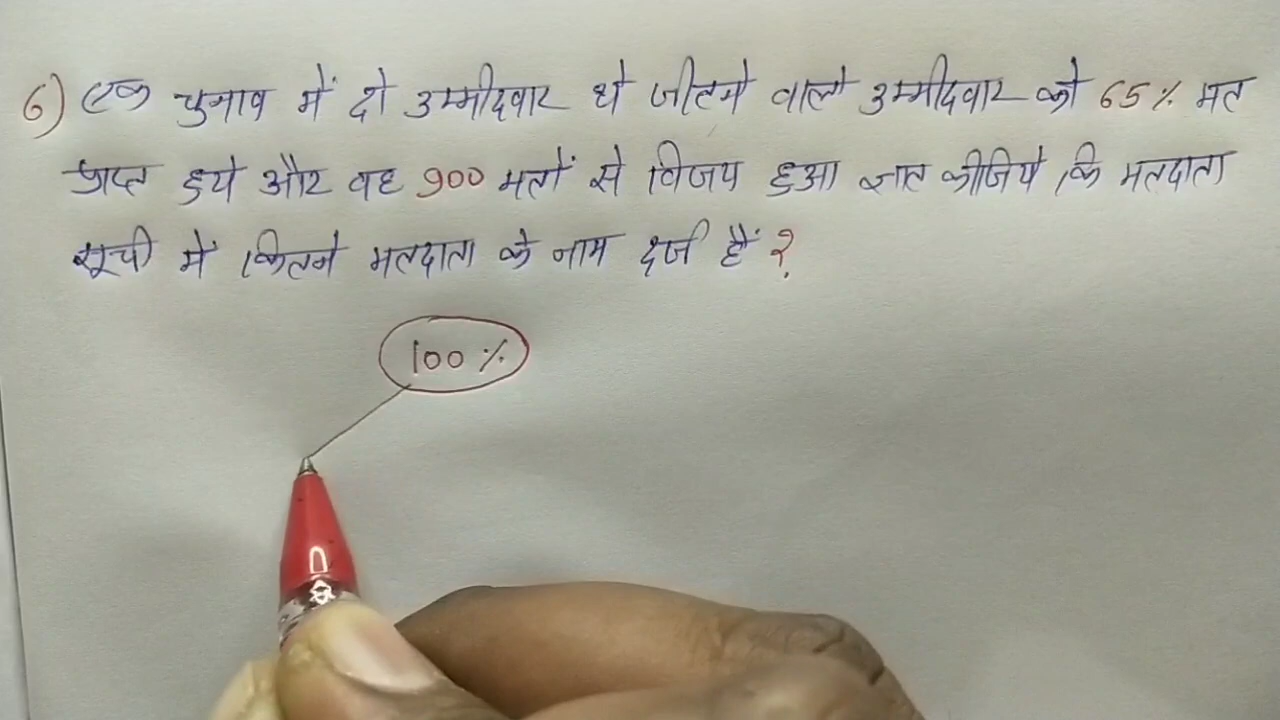 6) एक चुनाव में दो उम्मीदवार थे जीतने वाले उम्मीदवार को 65% मत
प्राप्त हुये और वह 900 मतों से विजय हुआ ज्ञात कीजिये कि मतदाता
सूची में कितने मतदाता के नाम दर्ज हैं ?
100 %